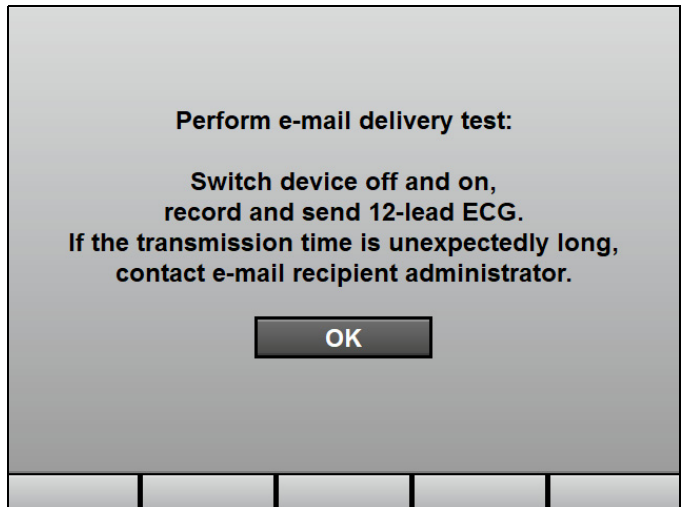 Perform e-mail delivery test:
Switch device off and on,
record and send 12-lead ECG.
If the transmission time is unexpectedly long,
contact e-mail recipient administrator.
OK